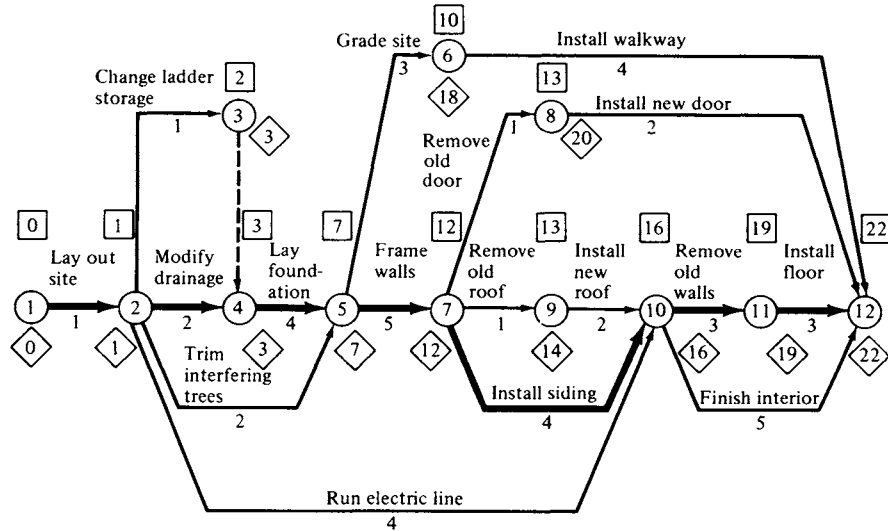 10
Grade site
3
6
Install walkway
4
18
Change ladder
storage
2
1
3
3
13
1
8
Install new door
2
20
Remove
old
door
0
1
3
7
12
13
16
19
22
Lay out
site
Modify
drainage
Lay
found-
ation
Frame
walls
Remove
old
roof
Install
new
roof
Remove
old
walls
Install
floor
1
1
2
2
4
4
5
5
7
1
9
2
10
3
11
3
12
0
1
3
7
12
14
16
19
22
Trim
interfering
trees
2
Install siding
4
Finish interior
5
Run electric line
4